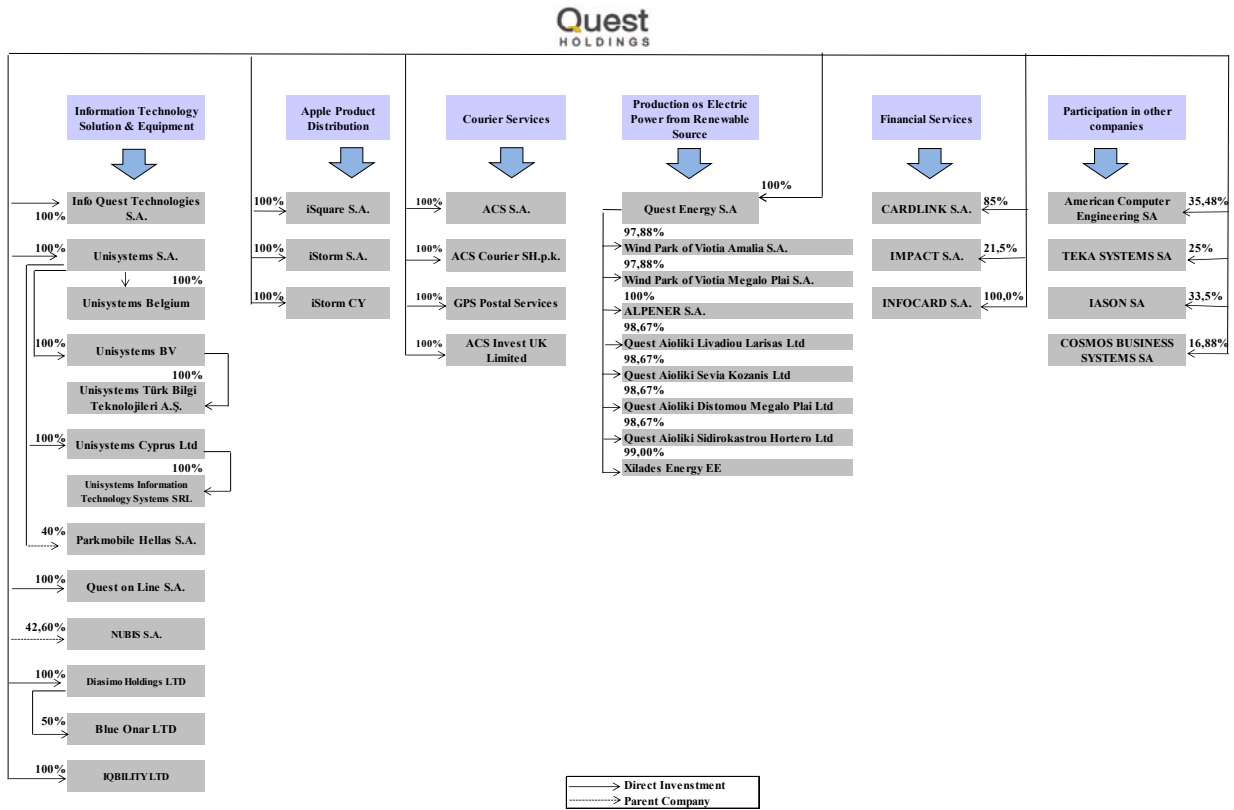 Quest
HOLDINGS
Information Technology
Solution & Equipment
100%
Info Quest Technologies
S.A.
100%
Unisystems S.A.
100%
Unisystems Belgium
100%
Unisystems BV
100%
Unisystems Türk Bilgi
Teknolojileri A.Ş.
100%
Unisystems Cyprus Ltd
100%
Unisystems Information
Technology Systems SRL
40%
Parkmobile Hellas S.A.
100%
Quest on Line S.A.
42,60%
NUBIS S.A.
100%
Diasimo Holdings LTD
50%
Blue Onar LTD
100%
IQBILITY LTD
Apple Product
Distribution
100%
iSquare S.A.
100%
iStorm S.A.
100%
iStorm CY
Courier Services
100%
ACS S.A.
100%
ACS Courier SH.p.k.
100%
GPS Postal Services
100%
ACS Invest UK
Limited
Production os Electric
Power from Renewable
Source
100%
Quest Energy S.A
97,88%
Wind Park of Viotia Amalia S.A.
97,88%
Wind Park of Viotia Megalo Plai S.A.
100%
ALPENER S.A.
98,67%
Quest Aioliki Livadiou Larisas Ltd
98,67%
Quest Aioliki Sevia Kozanis Ltd
98,67%
Quest Aioliki Distomou Megalo Plai Ltd
98,67%
Quest Aioliki Sidirokastrou Hortero Ltd
99,00%
Xilades Energy EE
Financial Services
CARDLINK S.A.
85%
IMPACT S.A.
21,5%
INFOCARD S.A.
100,0%
Participation in other
companies
American Computer
Engineering SA
35,48%
TEKA SYSTEMS SA
25%
IASON SA
33,5%
COSMOS BUSINESS
SYSTEMS SA
16,88%
Direct Invenstment
Parent Company